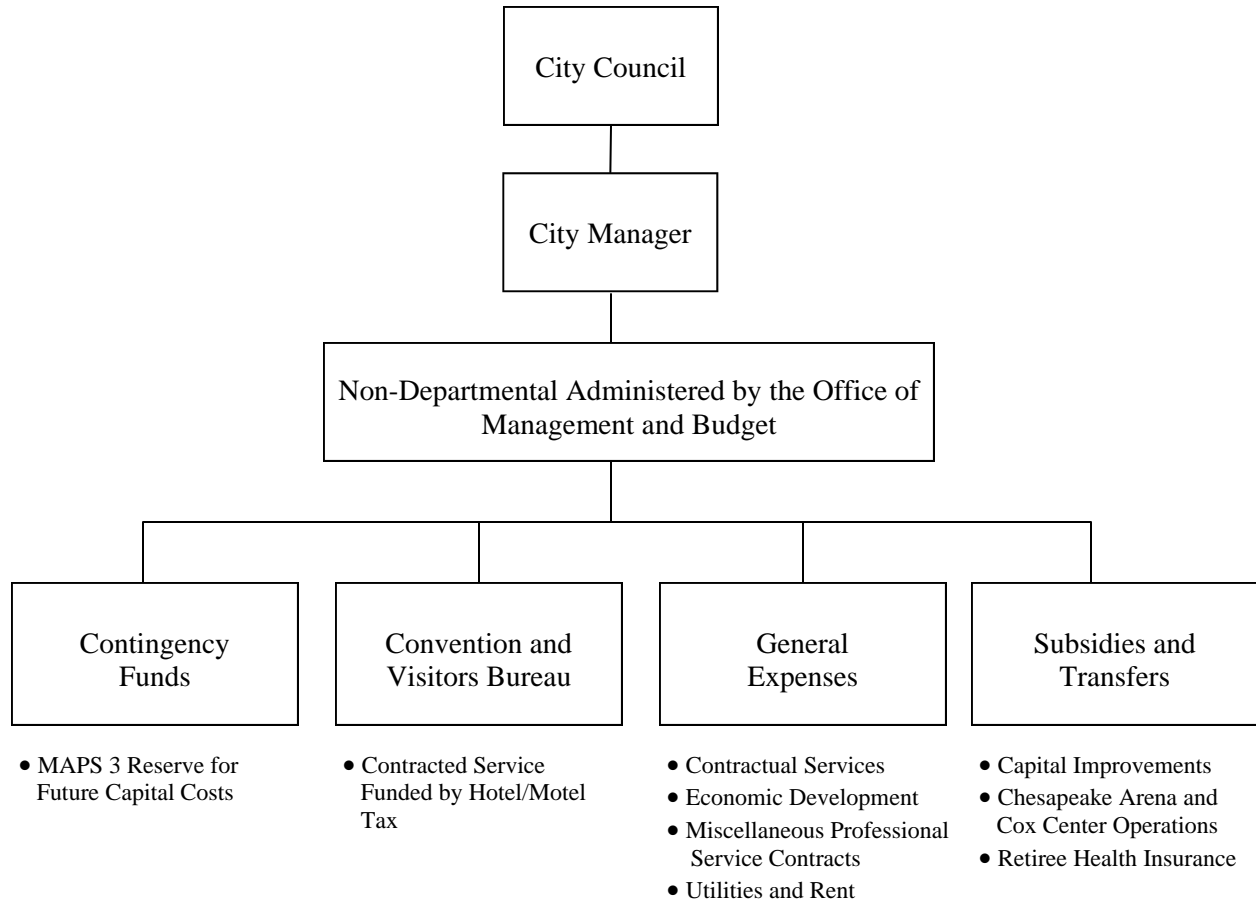 City Council
City Manager
Non-Departmental Administered by the Office of
Management and Budget
Contingency
Funds
Convention and
Visitors Bureau
General
Expenses
Subsidies and
Transfers
• MAPS 3 Reserve for
Future Capital Costs
• Contracted Service
Funded by Hotel/Motel
Tax
• Contractual Services
• Economic Development
• Miscellaneous Professional
Service Contracts
• Utilities and Rent
• Capital Improvements
• Chesapeake Arena and
Cox Center Operations
• Retiree Health Insurance